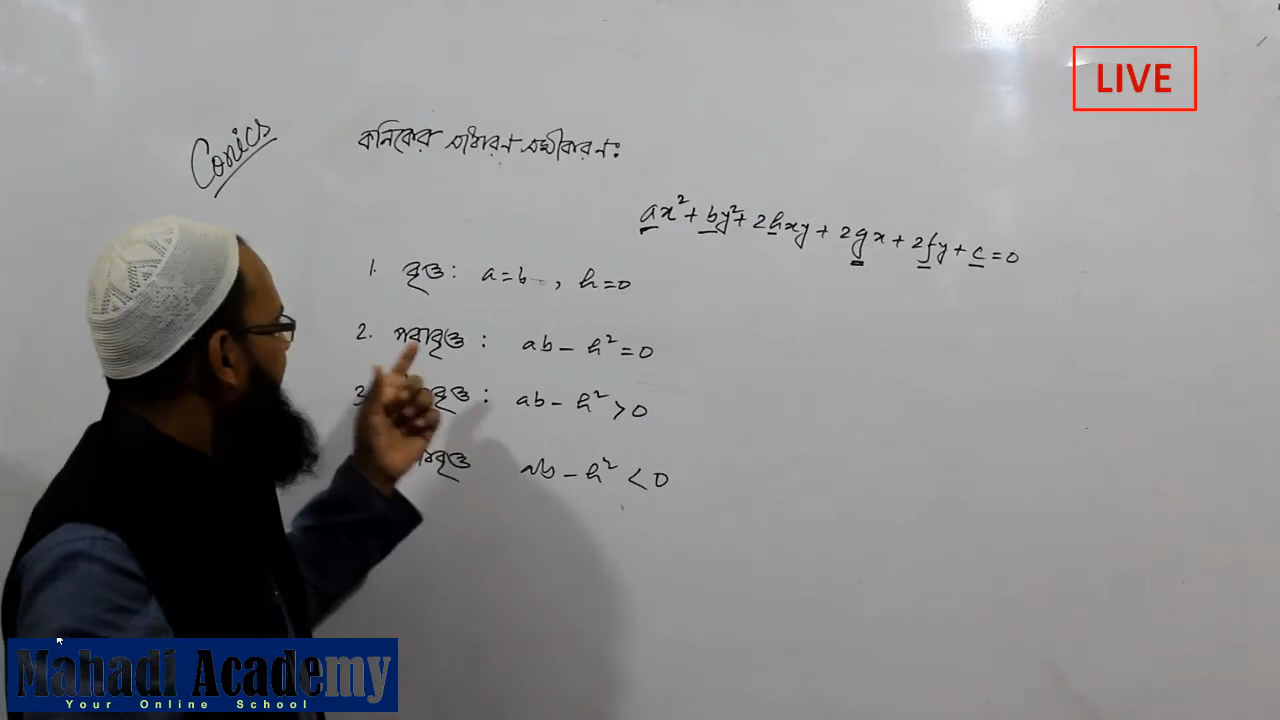 LIVE
Conics
কনিকের সাধারণ সমীকরণ:
ax² + by² + 2hxy + 2gx + 2fy + c = 0
1. বৃত্ত : a = b , h = 0
2. পরাবৃত্ত : ab - h² = 0
3. বৃত্ত : ab - h² > 0
ab - h² < 0
Mahadi Academy
Your Online School